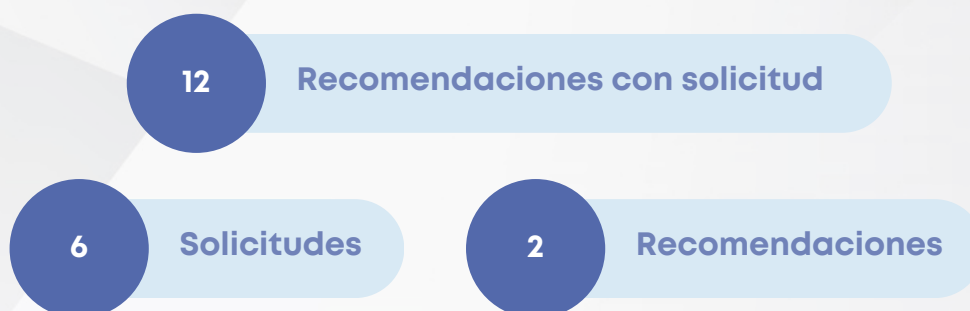 12 Recomendaciones con solicitud
6 Solicitudes
2 Recomendaciones